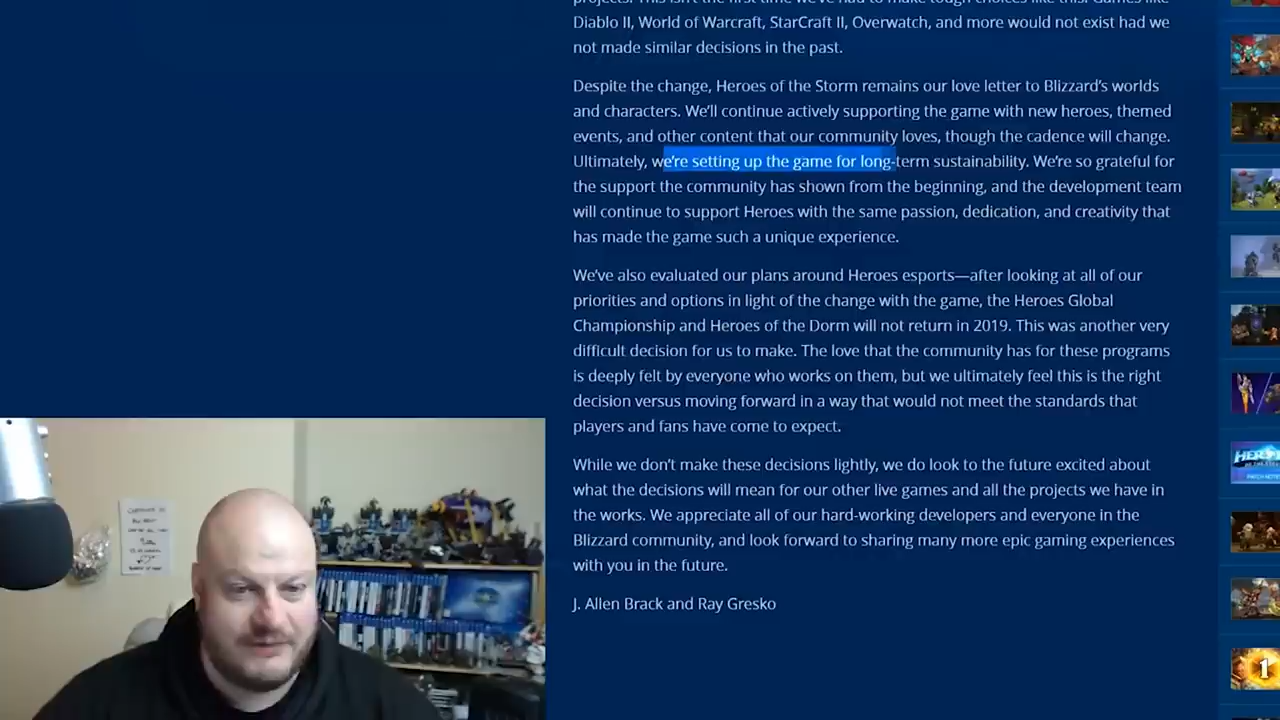 projects. This isn't the first time we've had to make tough choices like this. Games like
Diablo II, World of Warcraft, StarCraft II, Overwatch, and more would not exist had we
not made similar decisions in the past.
Despite the change, Heroes of the Storm remains our love letter to Blizzard's worlds
and characters. We'll continue actively supporting the game with new heroes, themed
events, and other content that our community loves, though the cadence will change.
Ultimately, we're setting up the game for long-term sustainability. We're so grateful for
the support the community has shown from the beginning, and the development team
will continue to support Heroes with the same passion, dedication, and creativity that
has made the game such a unique experience.
We've also evaluated our plans around Heroes esports—after looking at all of our
priorities and options in light of the change with the game, the Heroes Global
Championship and Heroes of the Dorm will not return in 2019. This was another very
difficult decision for us to make. The love that the community has for these programs
is deeply felt by everyone who works on them, but we ultimately feel this is the right
decision versus moving forward in a way that would not meet the standards that
players and fans have come to expect.
While we don't make these decisions lightly, we do look to the future excited about
what the decisions will mean for our other live games and all the projects we have in
the works. We appreciate all of our hard-working developers and everyone in the
Blizzard community, and look forward to sharing many more epic gaming experiences
with you in the future.
J. Allen Brack and Ray Gresko
1